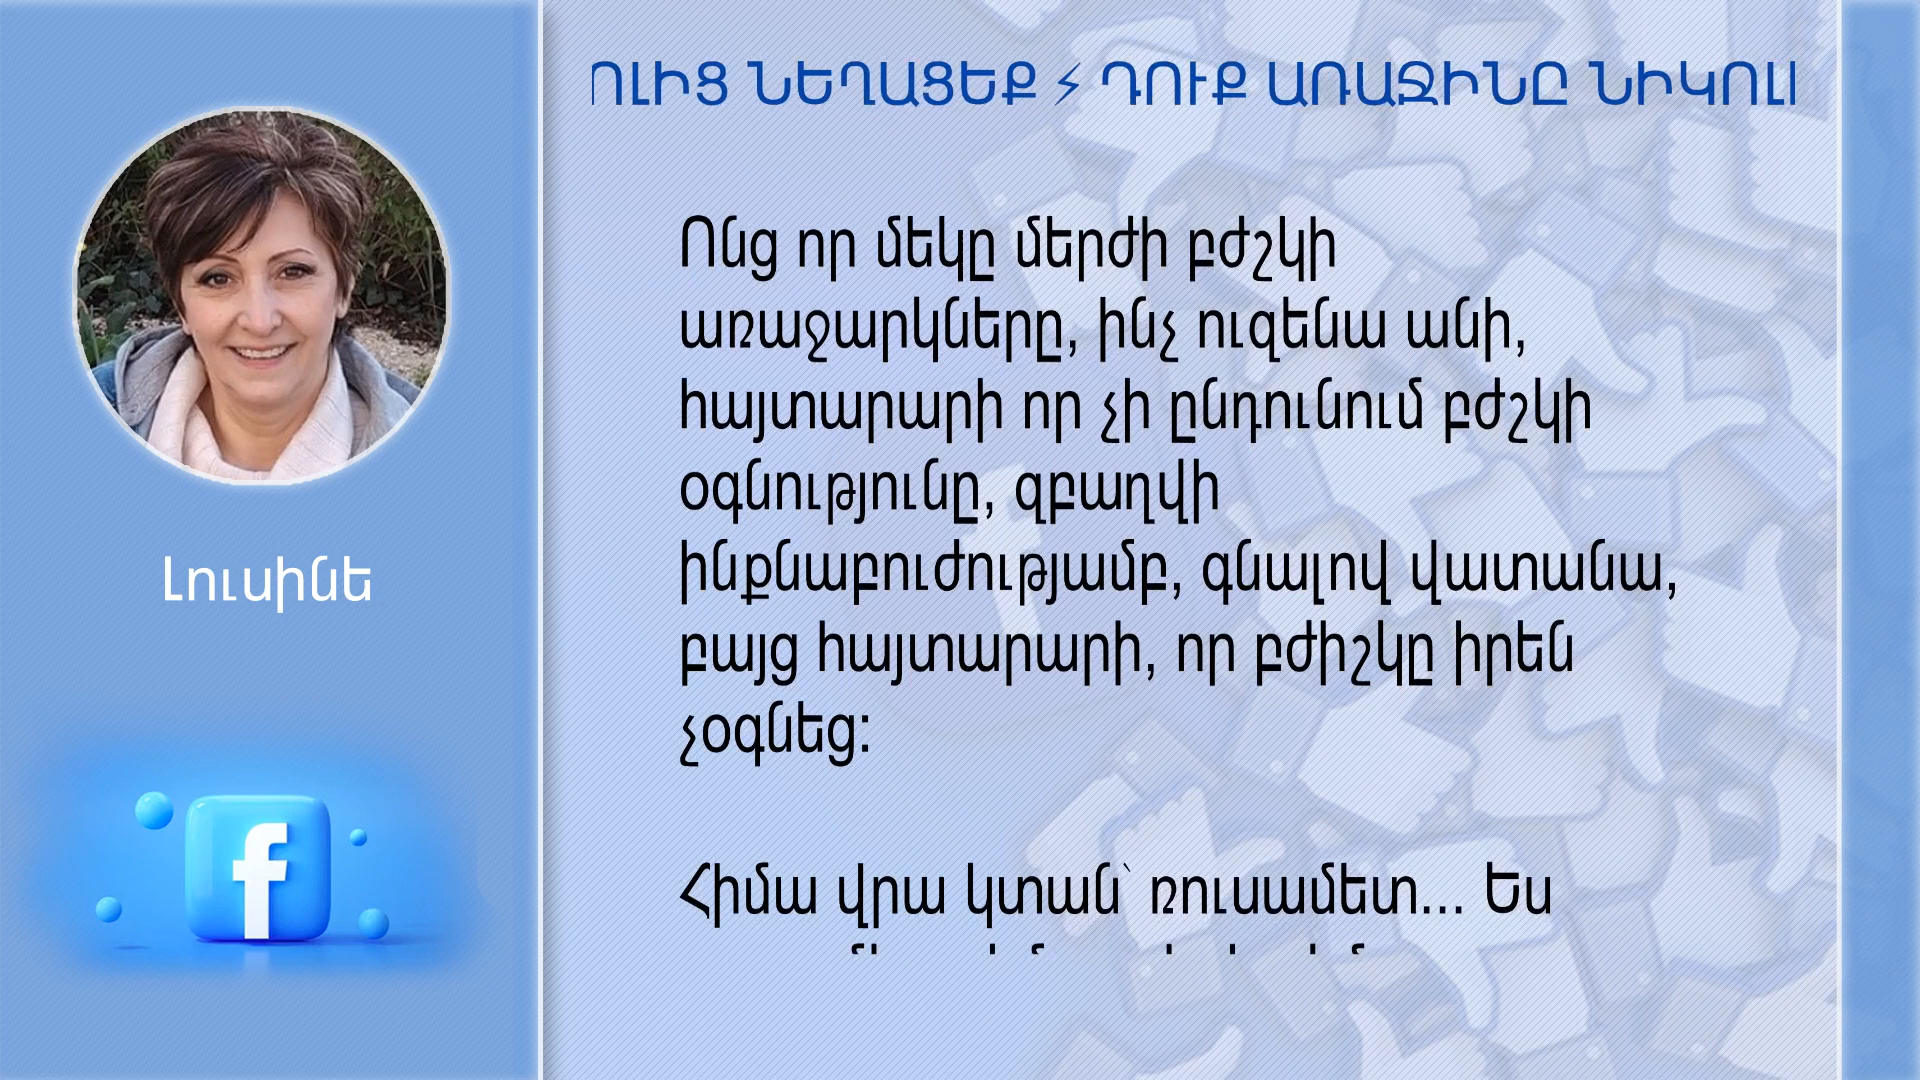 ՈԼԻՑ ՆԵՂԱՑԵՔ ⚡ ԴՈՒՔ ԱՌԱՋԻՆԸ ՆԻԿՈԼ
Ոնց որ մեկը մերժի բժշկի
առաջարկները, ինչ ուզենա անի,
հայտարարի որ չի ընդունում բժշկի
օգնությունը, զբաղվի
ինքնաբուժությամբ, գնալով վատանա,
բայց հայտարարի, որ բժիշկը իրեն
չօգնեց:
Հիմա վրա կտան՝ ռուսամետ... Ես
Լուսինե
f